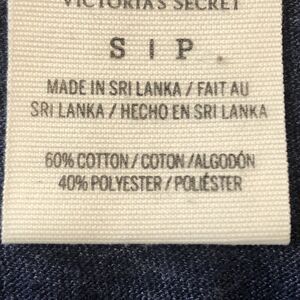 VICTORIA'S SECRET
S | P
MADE IN SRI LANKA / FAIT AU
SRI LANKA / HECHO EN SRI LANKA
60% COTTON / COTON /ALGODÓN
40% POLYESTER / POLIÉSTER